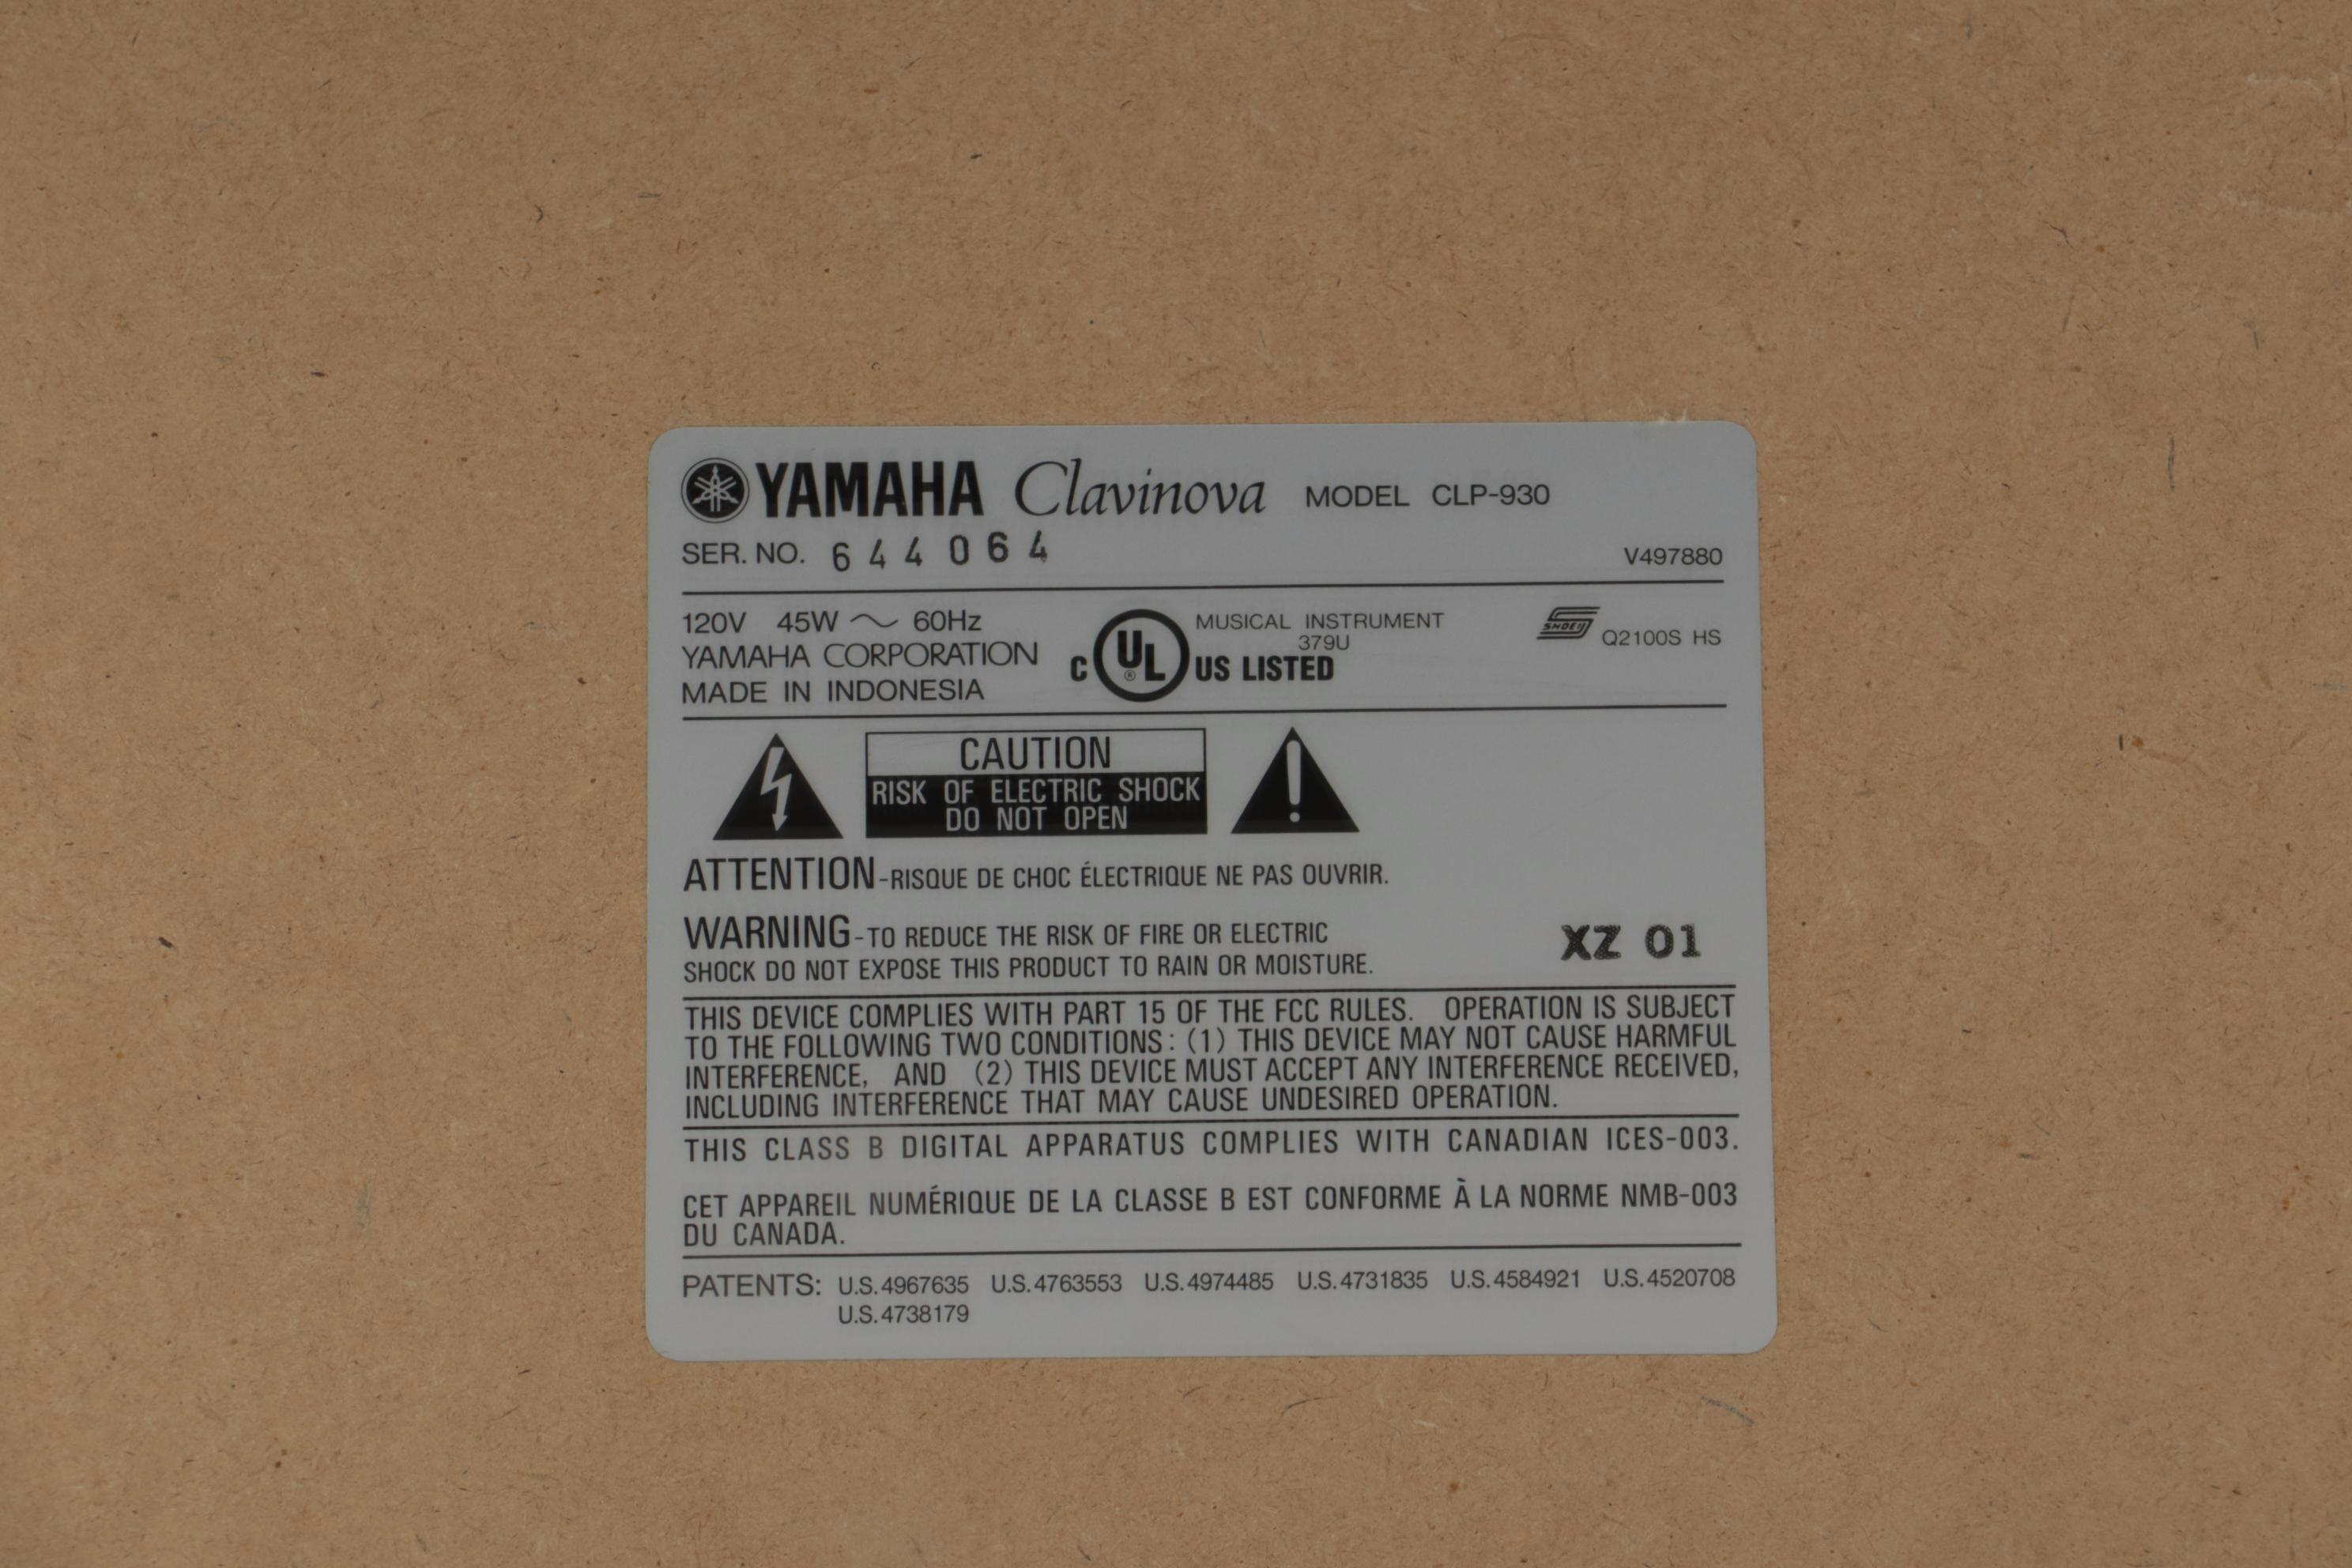 YAMAHA Clavinova MODEL CLP-930
SER. NO. 644064 V497880
120V 45W ~ 60Hz
YAMAHA CORPORATION
MADE IN INDONESIA
C UL ® US LISTED
MUSICAL INSTRUMENT
379U
SHOEI Q2100S HS
CAUTION
RISK OF ELECTRIC SHOCK
DO NOT OPEN
ATTENTION-RISQUE DE CHOC ÉLECTRIQUE NE PAS OUVRIR.
WARNING-TO REDUCE THE RISK OF FIRE OR ELECTRIC
SHOCK DO NOT EXPOSE THIS PRODUCT TO RAIN OR MOISTURE.
XZ 01
THIS DEVICE COMPLIES WITH PART 15 OF THE FCC RULES. OPERATION IS SUBJECT
TO THE FOLLOWING TWO CONDITIONS: (1) THIS DEVICE MAY NOT CAUSE HARMFUL
INTERFERENCE, AND (2) THIS DEVICE MUST ACCEPT ANY INTERFERENCE RECEIVED,
INCLUDING INTERFERENCE THAT MAY CAUSE UNDESIRED OPERATION.
THIS CLASS B DIGITAL APPARATUS COMPLIES WITH CANADIAN ICES-003.
CET APPAREIL NUMÉRIQUE DE LA CLASSE B EST CONFORME À LA NORME NMB-003
DU CANADA.
PATENTS: U.S.4967635 U.S.4763553 U.S.4974485 U.S.4731835 U.S.4584921 U.S.4520708
U.S.4738179